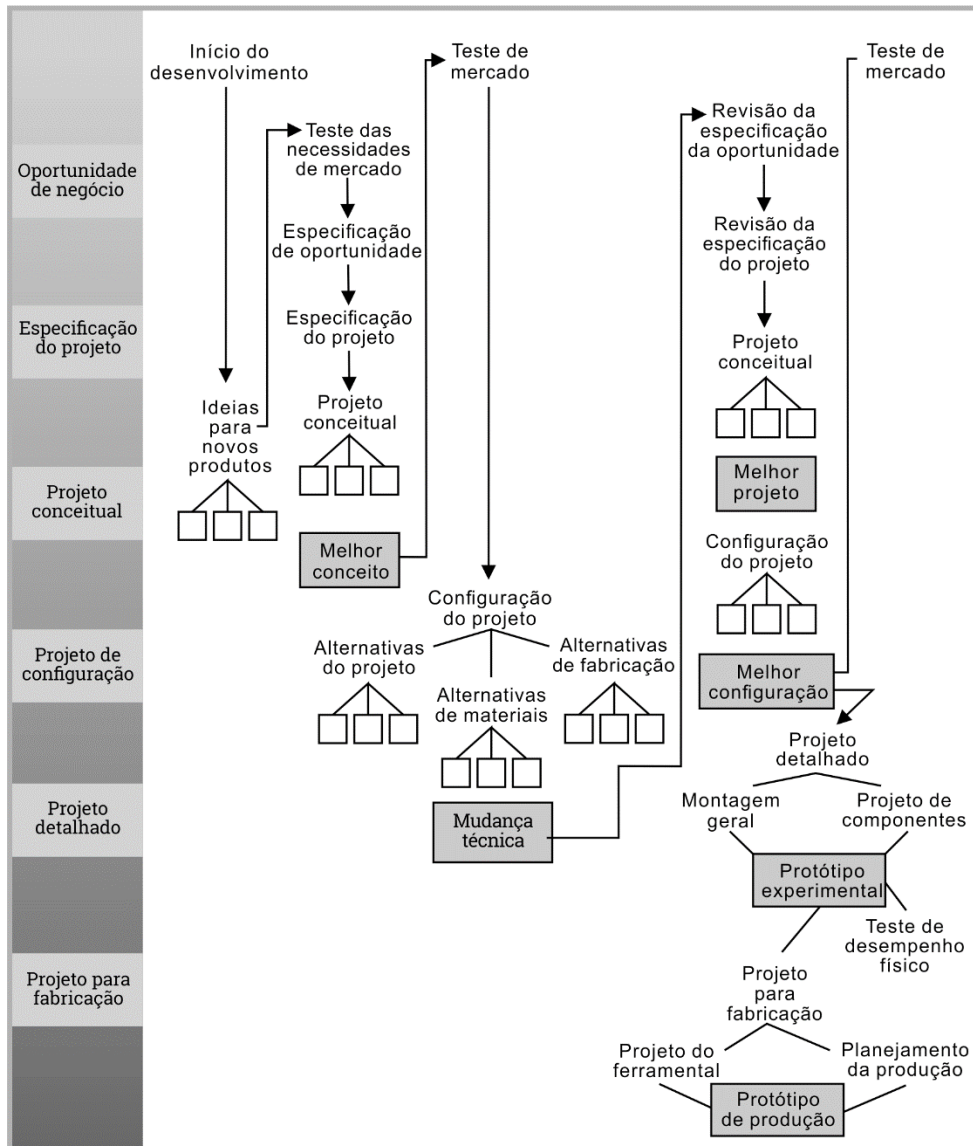 Oportunidade
de negócio
Especificação
do projeto
Projeto
conceitual
Projeto de
configuração
Projeto
detalhado
Projeto para
fabricação
Início do
desenvolvimento
Ideias
para
novos
produtos
Teste das
necessidades
de mercado
Especificação
de oportunidade
Especificação
do projeto
Projeto
conceitual
Melhor
conceito
Teste de
mercado
Configuração
do projeto
Alternativas
do projeto
Alternativas
de materiais
Alternativas
de fabricação
Mudança
técnica
Revisão da
especificação
da oportunidade
Revisão da
especificação
do projeto
Projeto
conceitual
Melhor
projeto
Configuração
do projeto
Melhor
configuração
Teste de
mercado
Projeto
detalhado
Montagem
geral
Projeto de
componentes
Protótipo
experimental
Teste de
desempenho
físico
Projeto
para
fabricação
Projeto do
ferramental
Planejamento
da produção
Protótipo
de produção